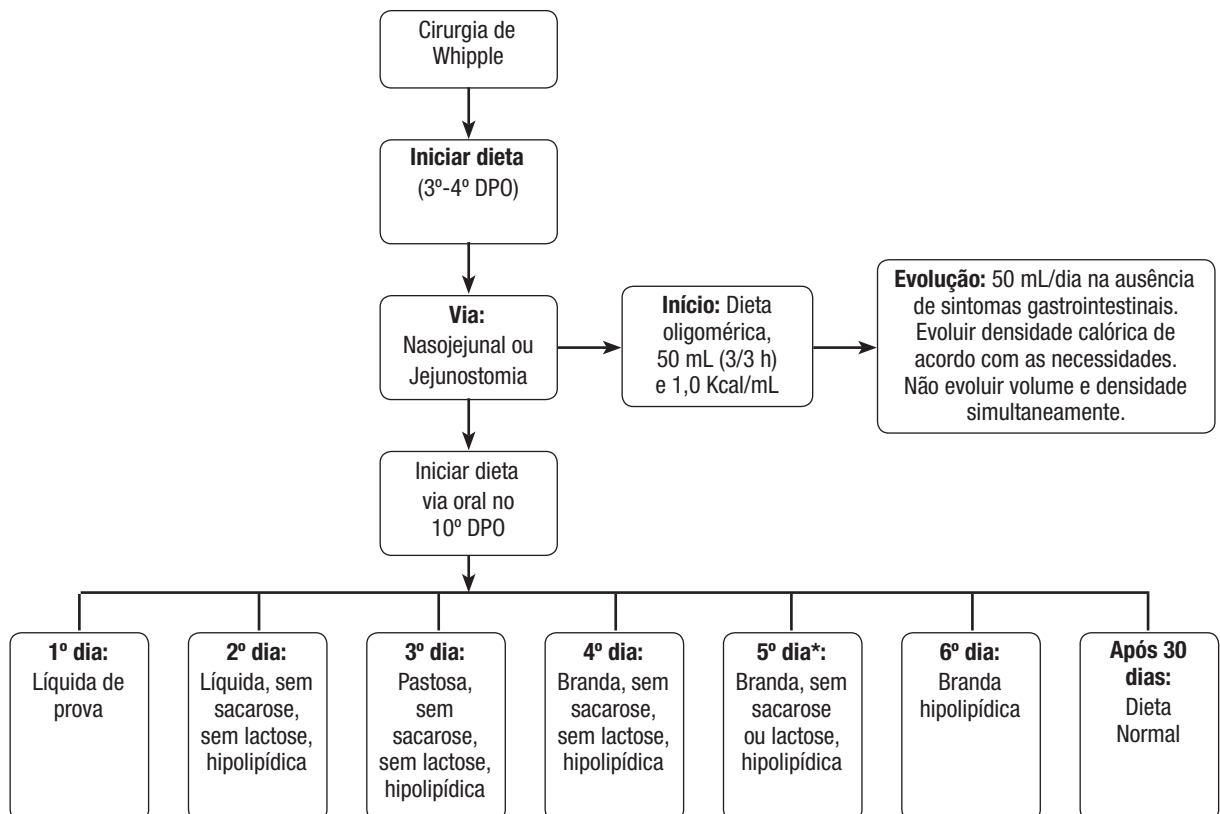 Cirurgia de
Whipple
Iniciar dieta
(3º-4º DPO)
Via:
Nasojejunal ou
Jejunostomia
Início: Dieta
oligomérica,
50 mL (3/3 h)
e 1,0 Kcal/mL
Evolução: 50 mL/dia na ausência
de sintomas gastrointestinais.
Evoluir densidade calórica de
acordo com as necessidades.
Não evoluir volume e densidade
simultaneamente.
Iniciar dieta
via oral no
10º DPO
1º dia:
Líquida de
prova
2º dia:
Líquida, sem
sacarose,
sem lactose,
hipolipídica
3º dia:
Pastosa,
sem
sacarose,
sem lactose,
hipolipídica
4º dia:
Branda, sem
sacarose,
sem lactose,
hipolipídica
5º dia*:
Branda, sem
sacarose
ou lactose,
hipolipídica
6º dia:
Branda
hipolipídica
Após 30
dias:
Dieta
Normal